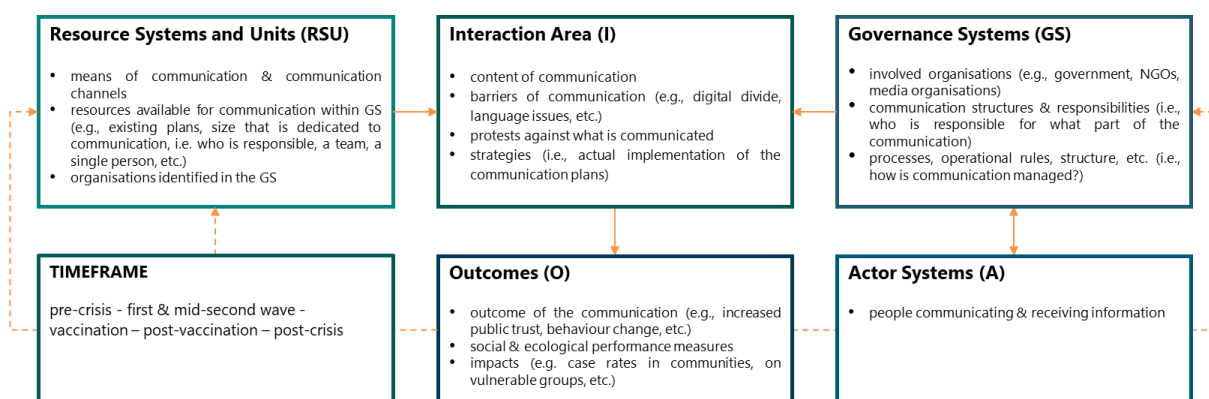 Resource Systems and Units (RSU)
• means of communication & communication
channels
• resources available for communication within GS
(e.g., existing plans, size that is dedicated to
communication, i.e. who is responsible, a team, a
single person, etc.)
• organisations identified in the GS
Interaction Area (I)
• content of communication
• barriers of communication (e.g., digital divide,
language issues, etc.)
• protests against what is communicated
• strategies (i.e., actual implementation of the
communication plans)
Governance Systems (GS)
• involved organisations (e.g., government, NGOs,
media organisations)
• communication structures & responsibilities (i.e.,
who is responsible for what part of the
communication)
• processes, operational rules, structure, etc. (i.e.,
how is communication managed?)
TIMEFRAME
pre-crisis - first & mid-second wave -
vaccination – post-vaccination – post-crisis
Outcomes (O)
• outcome of the communication (e.g., increased
public trust, behaviour change, etc.)
• social & ecological performance measures
• impacts (e.g. case rates in communities, on
vulnerable groups, etc.)
Actor Systems (A)
• people communicating & receiving information